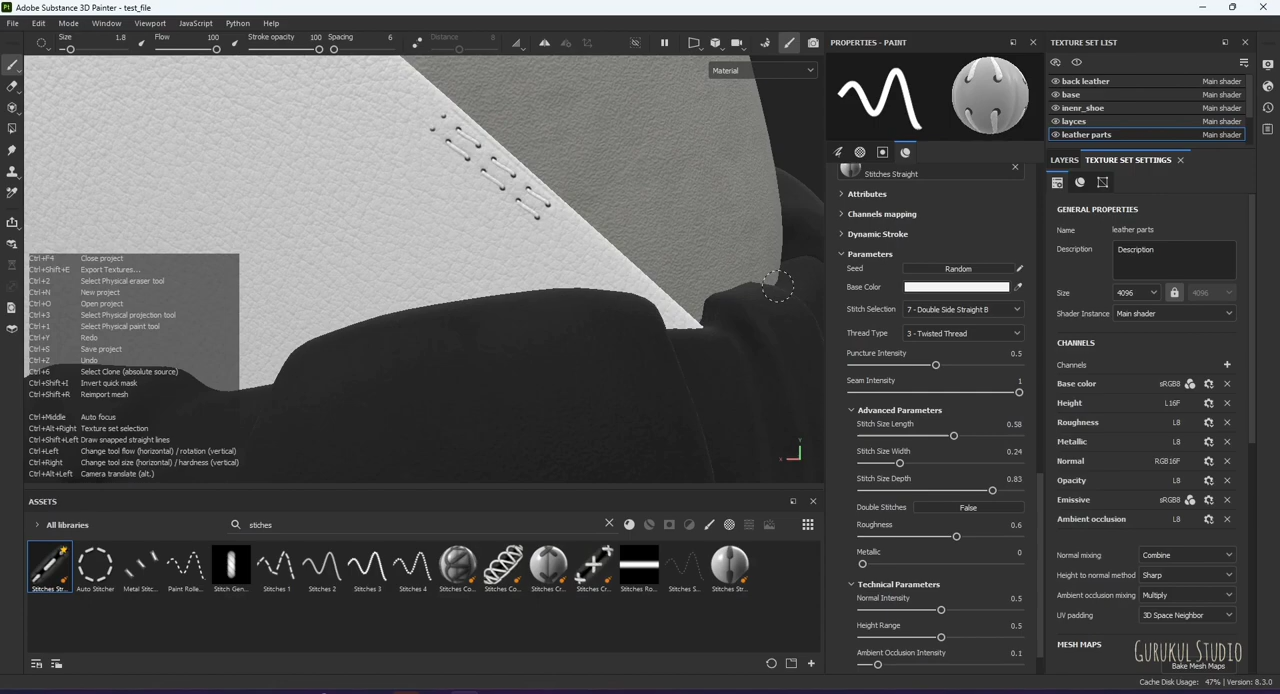 Adobe Substance 3D Painter - test_file
File Edit Mode Window Viewport JavaScript Python Help
Size 1.8 Flow 100 Stroke opacity 100 Spacing 6 Distance 8
Material
Ctrl+F4 Close project
Ctrl+Shift+E Export Textures...
Ctrl+2 Select Physical eraser tool
Ctrl+N New project
Ctrl+O Open project
Ctrl+3 Select Physical projection tool
Ctrl+1 Select Physical paint tool
Ctrl+Y Redo
Ctrl+S Save project
Ctrl+Z Undo
Ctrl+6 Select Clone (absolute source)
Ctrl+Shift+I Invert quick mask
Ctrl+Shift+R Reimport mesh
Ctrl+Middle Auto focus
Ctrl+Alt+Right Texture set selection
Ctrl+Shift+Left Draw snapped straight lines
Ctrl+Left Change tool flow (horizontal) / rotation (vertical)
Ctrl+Right Change tool size (horizontal) / hardness (vertical)
Ctrl+Alt+Left Camera translate (alt.)
Y
X
ASSETS
All libraries
stiches
Stitches Str...
Auto Stitcher
Metal Stitc...
Paint Rolle...
Stitch Gen...
Stitches 1
Stitches 2
Stitches 3
Stitches 4
Stitches Co...
Stitches Co...
Stitches Cr...
Stitches Cr...
Stitches Ro...
Stitches S...
Stitches Str...
PROPERTIES - PAINT
Stitches Straight
Attributes
Channels mapping
Dynamic Stroke
Parameters
Seed Random
Base Color
Stitch Selection 7 - Double Side Straight B
Thread Type 3 - Twisted Thread
Puncture Intensity 0.5
Seam Intensity 1
Advanced Parameters
Stitch Size Length 0.58
Stitch Size Width 0.24
Stitch Size Depth 0.83
Double Stitches False
Roughness 0.6
Metallic 0
Technical Parameters
Normal Intensity 0.5
Height Range 0.5
Ambient Occlusion Intensity 0.1
TEXTURE SET LIST
back leather Main shader
base Main shader
inenr_shoe Main shader
layces Main shader
leather parts Main shader
LAYERS TEXTURE SET SETTINGS
GENERAL PROPERTIES
Name leather parts
Description Description
Size 4096 4096
Shader Instance Main shader
CHANNELS
Channels
Base color sRGB8
Height L16F
Roughness L8
Metallic L8
Normal RGB16F
Opacity L8
Emissive sRGB8
Ambient occlusion L8
Normal mixing Combine
Height to normal method Sharp
Ambient occlusion mixing Multiply
UV padding 3D Space Neighbor
MESH MAPS
Bake Mesh Maps
GURUKUL STUDIO
Cache Disk Usage: 47% | Version: 8.3.0